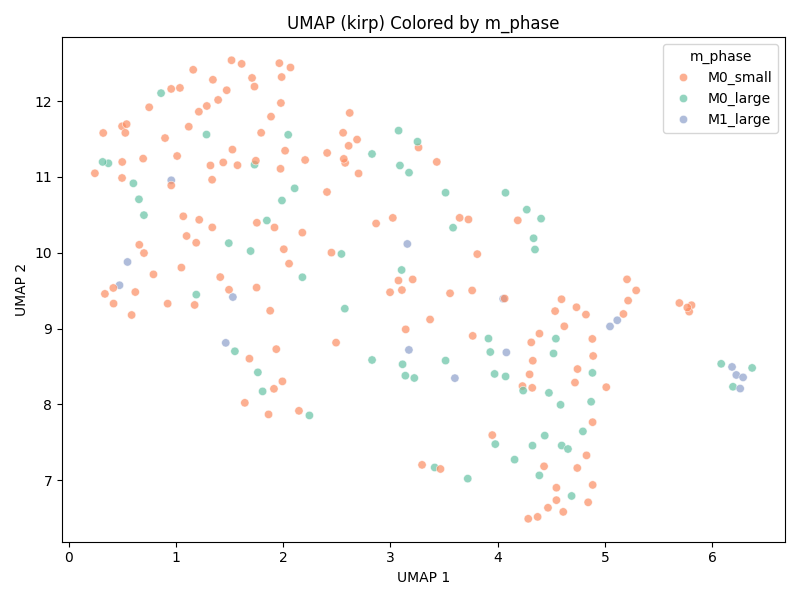 UMAP (kirp) Colored by m_phase
m_phase
M0_small
M0_large
M1_large
12
11
10
9
8
7
UMAP 2
0 1 2 3 4 5 6
UMAP 1